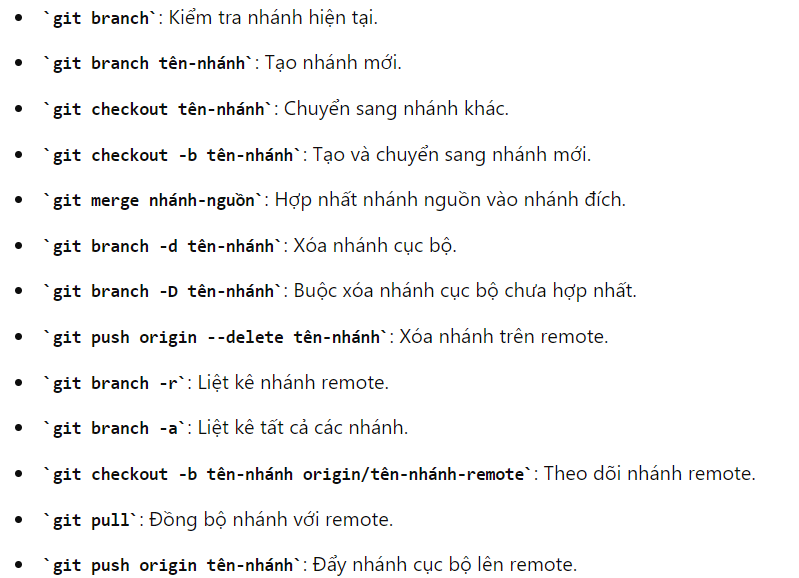 • `git branch`: Kiểm tra nhánh hiện tại.
• `git branch tên-nhánh`: Tạo nhánh mới.
• `git checkout tên-nhánh`: Chuyển sang nhánh khác.
• `git checkout -b tên-nhánh`: Tạo và chuyển sang nhánh mới.
• `git merge nhánh-nguồn`: Hợp nhất nhánh nguồn vào nhánh đích.
• `git branch -d tên-nhánh`: Xóa nhánh cục bộ.
• `git branch -D tên-nhánh`: Buộc xóa nhánh cục bộ chưa hợp nhất.
• `git push origin --delete tên-nhánh`: Xóa nhánh trên remote.
• `git branch -r`: Liệt kê nhánh remote.
• `git branch -a`: Liệt kê tất cả các nhánh.
• `git checkout -b tên-nhánh origin/tên-nhánh-remote`: Theo dõi nhánh remote.
• `git pull`: Đồng bộ nhánh với remote.
• `git push origin tên-nhánh`: Đẩy nhánh cục bộ lên remote.